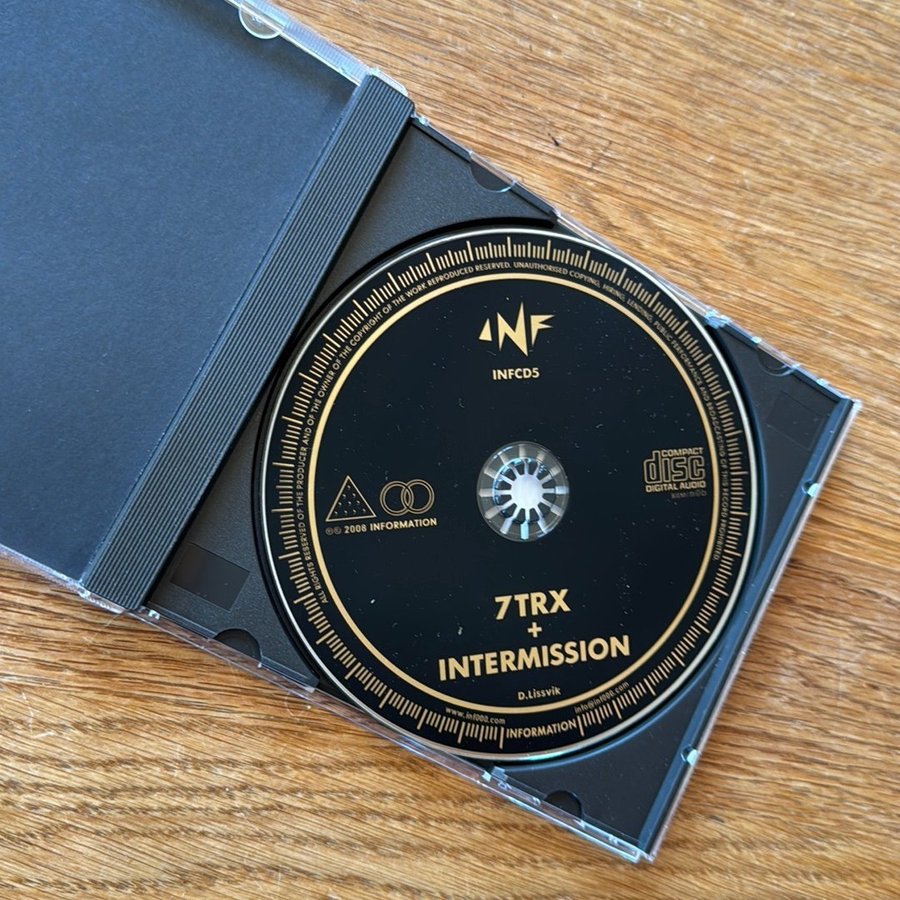 ALL RIGHTS RESERVED OF THE PRODUCER AND OF THE OWNER OF THE COPYRIGHT OF THE WORK REPRODUCED RESERVED. UNAUTHORISED COPYING, HIRING, LENDING, PUBLIC PERFORMANCE AND BROADCASTING OF THIS RECORD PROHIBITED.
INF
INFCD5
COMPACT
disc
DIGITAL AUDIO
℗© 2008 INFORMATION
7TRX
+
INTERMISSION
D.Lissvik
www.inf000.com
info@inf000.com
INFORMATION